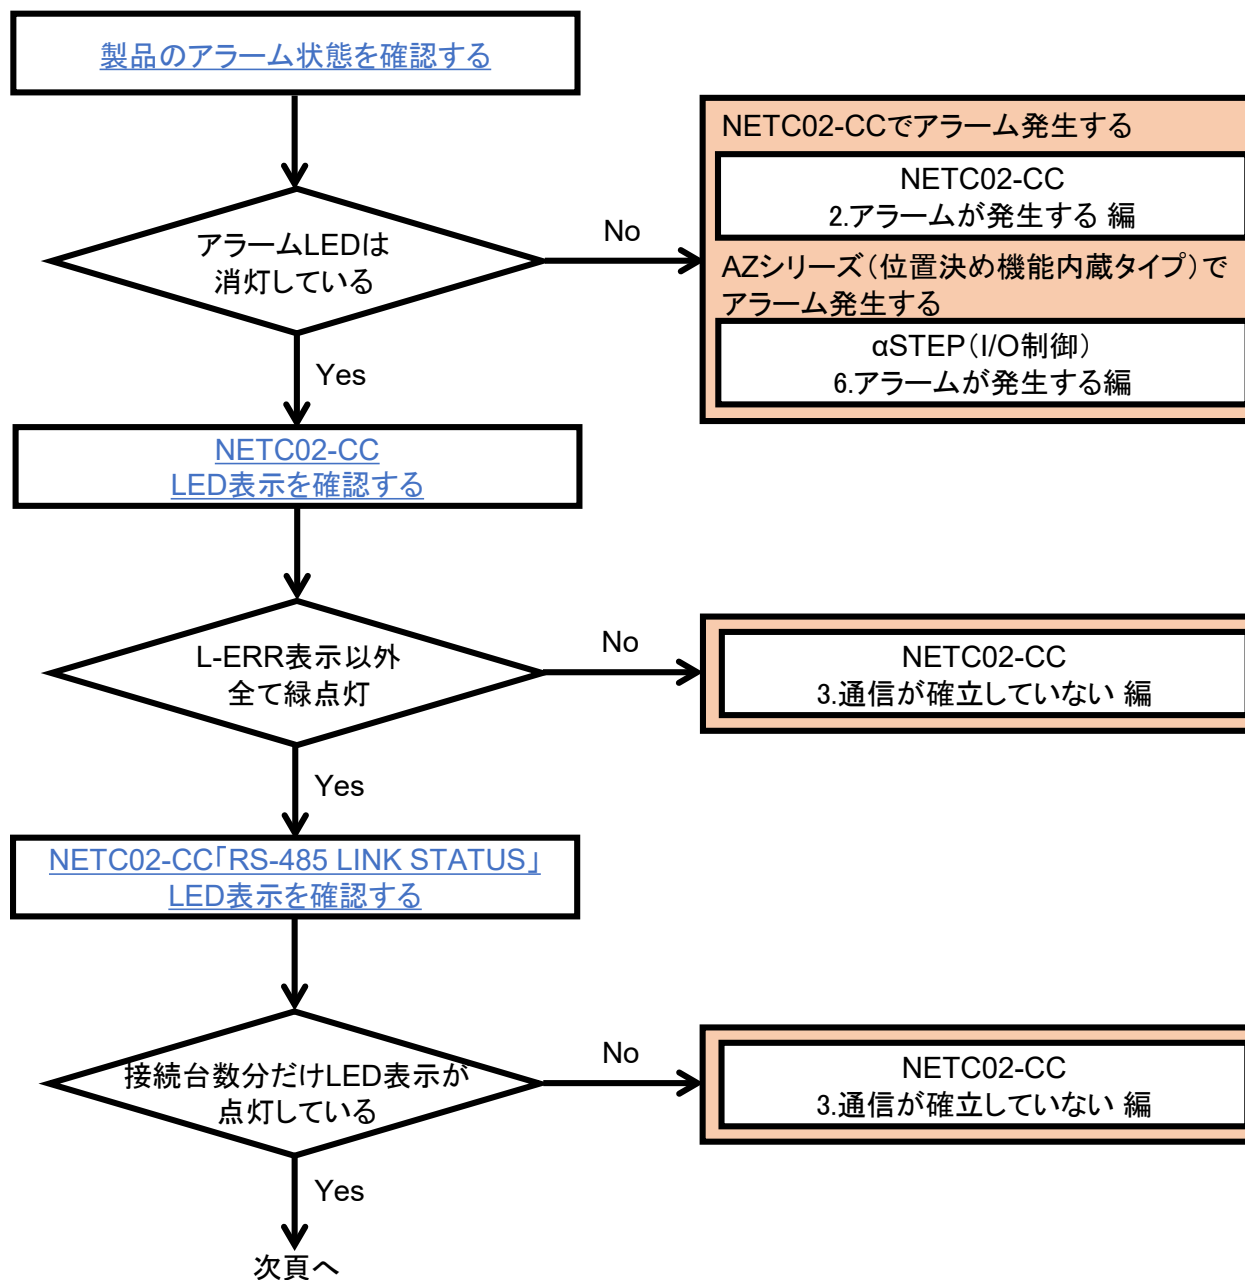 製品のアラーム状態を確認する
NETC02-CCでアラーム発生する
NETC02-CC
2.アラームが発生する 編
アラームLEDは
消灯している
No
AZシリーズ(位置決め機能内蔵タイプ)で
アラーム発生する
αSTEP(I/O制御)
6.アラームが発生する編
Yes
NETC02-CC
LED表示を確認する
L-ERR表示以外
全て緑点灯
No
NETC02-CC
3.通信が確立していない 編
Yes
NETC02-CC「RS-485 LINK STATUS」
LED表示を確認する
接続台数分だけLED表示が
点灯している
No
NETC02-CC
3.通信が確立していない 編
Yes
次頁へ